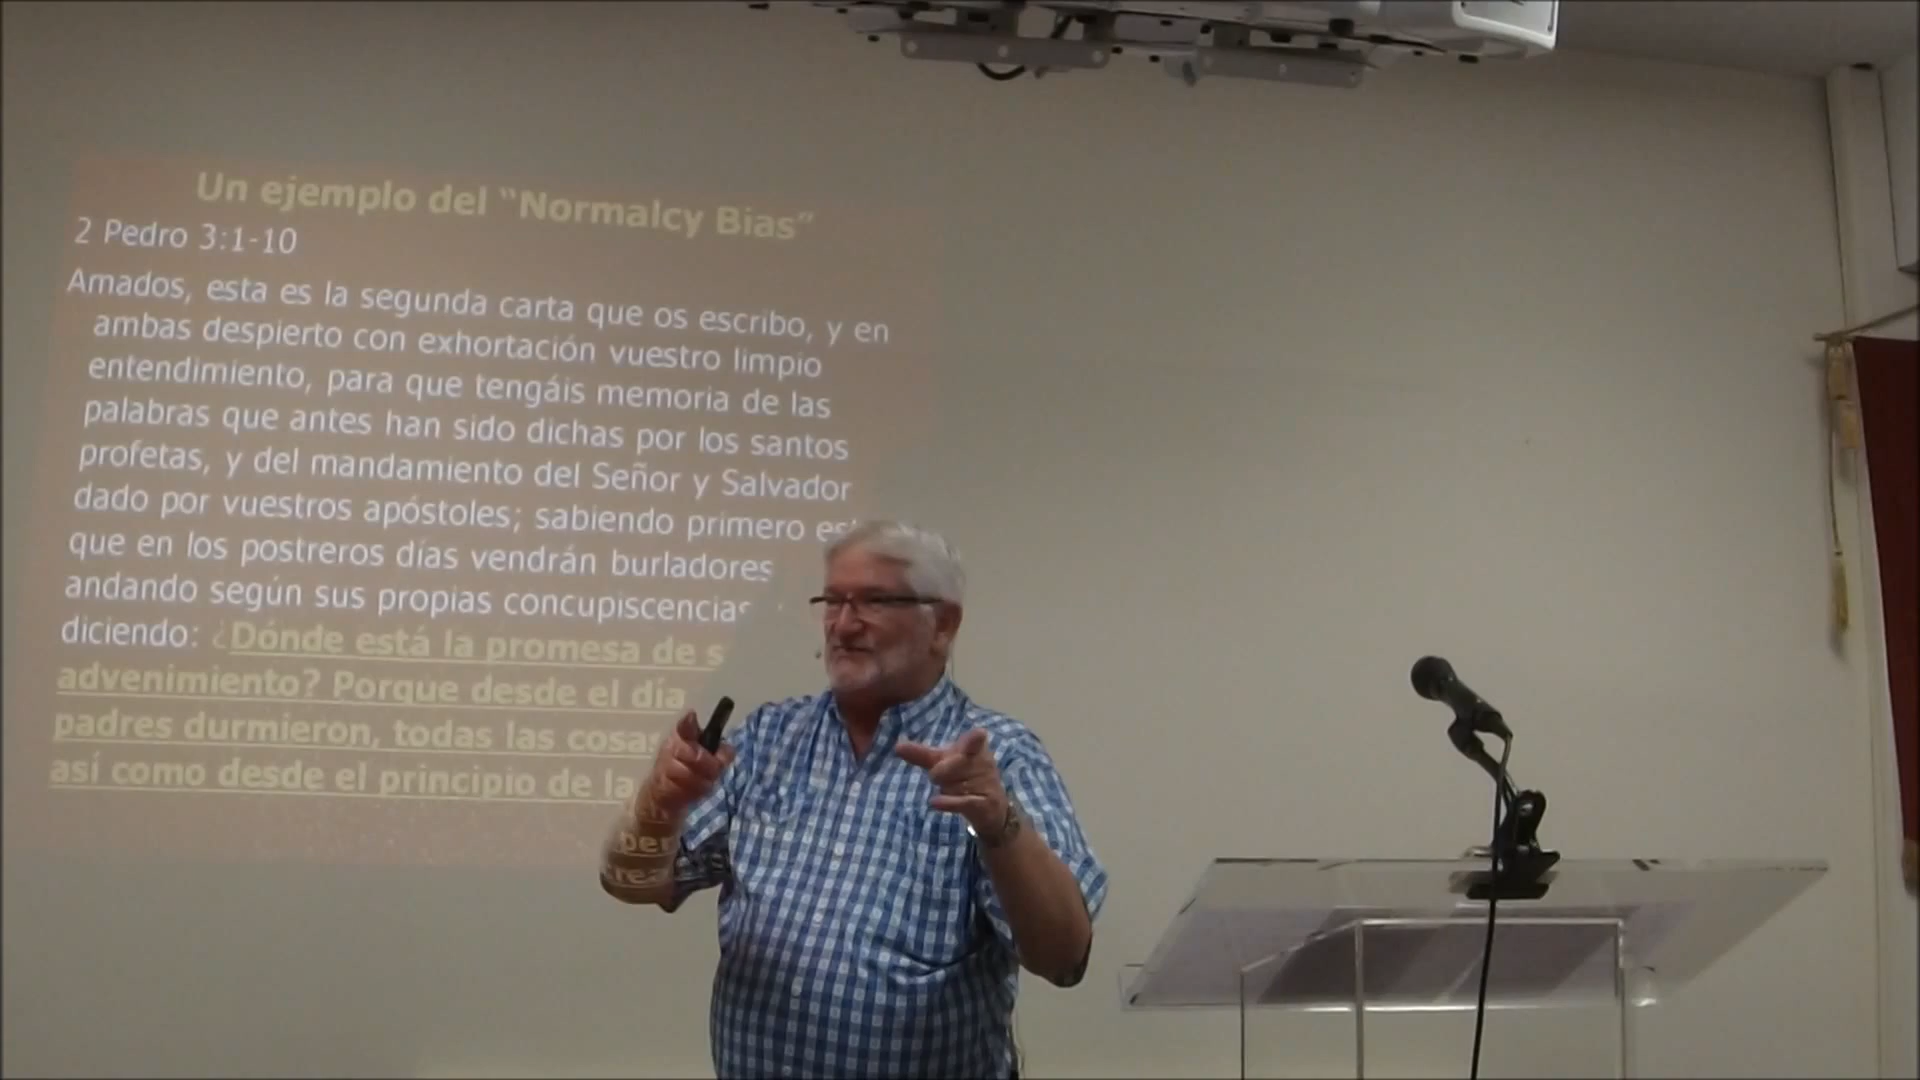 Un ejemplo del “Normalcy Bias”
2 Pedro 3:1-10
Amados, esta es la segunda carta que os escribo, y en
ambas despierto con exhortación vuestro limpio
entendimiento, para que tengáis memoria de las
palabras que antes han sido dichas por los santos
profetas, y del mandamiento del Señor y Salvador
dado por vuestros apóstoles; sabiendo primero
que en los postreros días vendrán burladores
andando según sus propias concupiscencias
diciendo: ¿Dónde está la promesa de
advenimiento? Porque desde el día
padres durmieron, todas las cosas
así como desde el principio de la